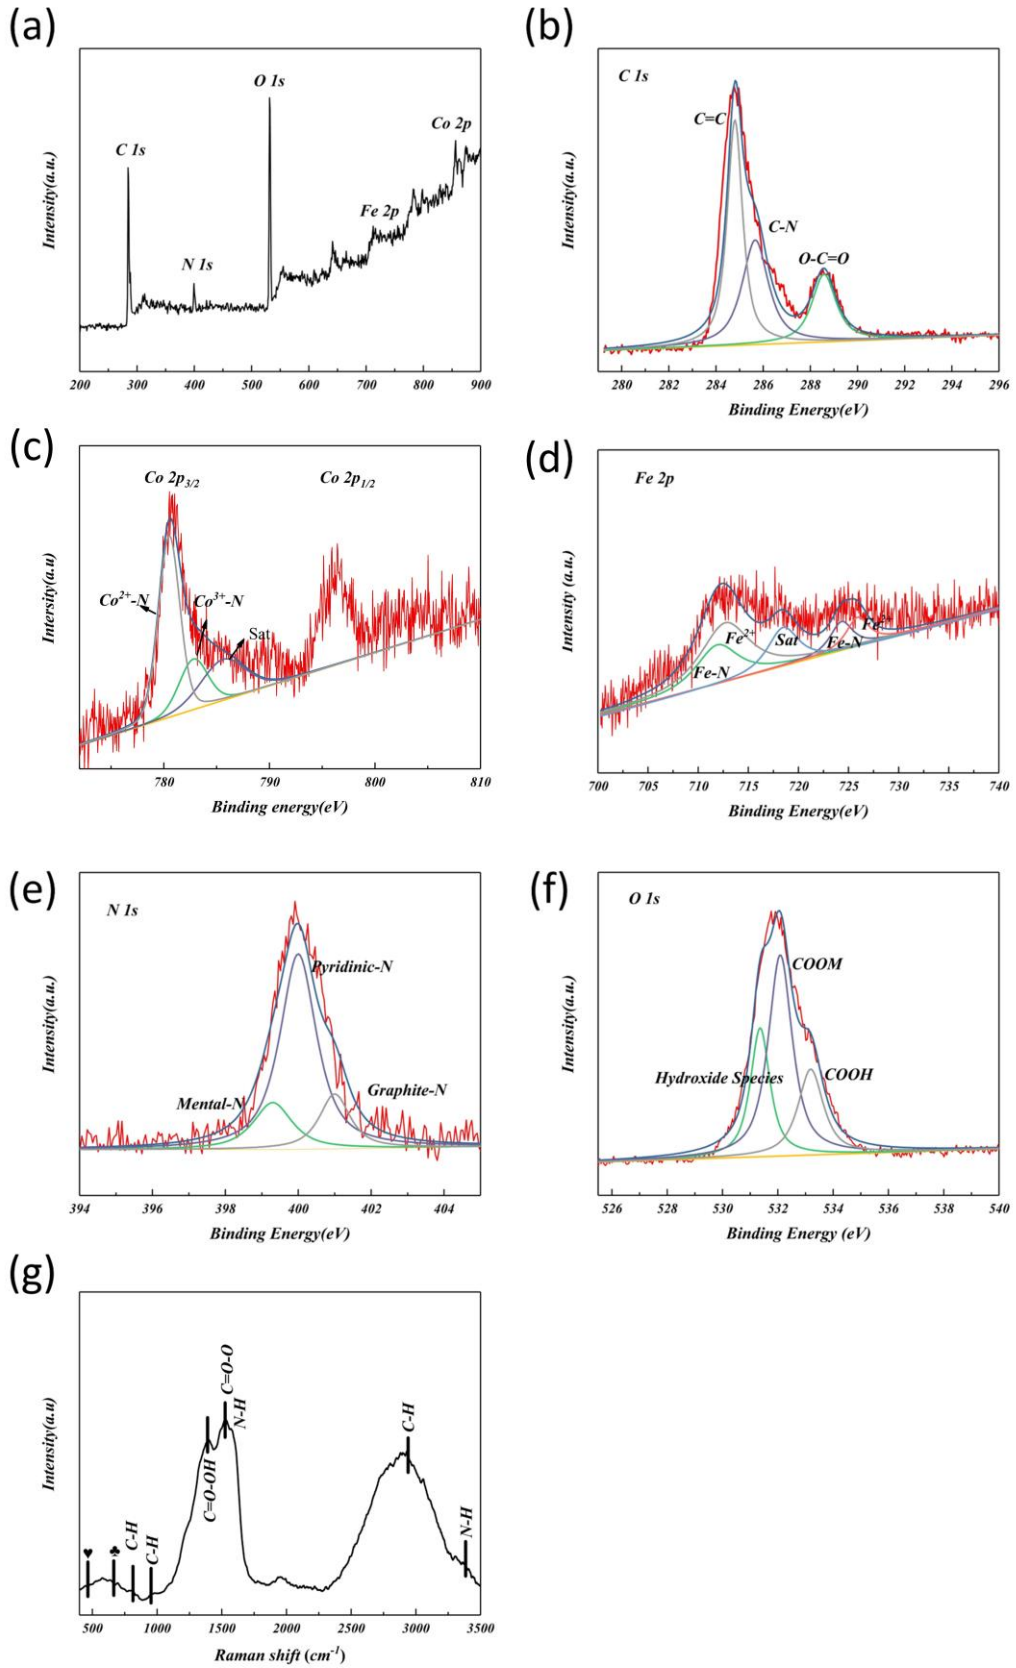 (a)
Intensity(a.u.)
C 1s
N 1s
O 1s
Fe 2p
Co 2p
200 300 400 500 600 700 800 900
(b)
Intensity(a.u.)
C 1s
C=C
C-N
O-C=O
280 282 284 286 288 290 292 294 296
Binding Energy(eV)
(c)
Intersity(a.u)
Co 2p3/2
Co 2p1/2
Co2+-N
Co3+-N
Sat
780 790 800 810
Binding energy(eV)
(d)
Intensity (a.u.)
Fe 2p
Fe2+
Sat
Fe2+
Fe-N
Fe-N
700 705 710 715 720 725 730 735 740
Binding Energy(eV)
(e)
Intensity(a.u.)
N 1s
Pyridinic-N
Mental-N
Graphite-N
394 396 398 400 402 404
Binding Energy(eV)
(f)
Intensity(a.u.)
O 1s
COOM
Hydroxide Species
COOH
526 528 530 532 534 536 538 540
Binding Energy (eV)
(g)
Intensity(a.u)
♥
♣
C-H
C-H
C=O-OH
C=O-O
N-H
C-H
N-H
500 1000 1500 2000 2500 3000 3500
Raman shift (cm-1)